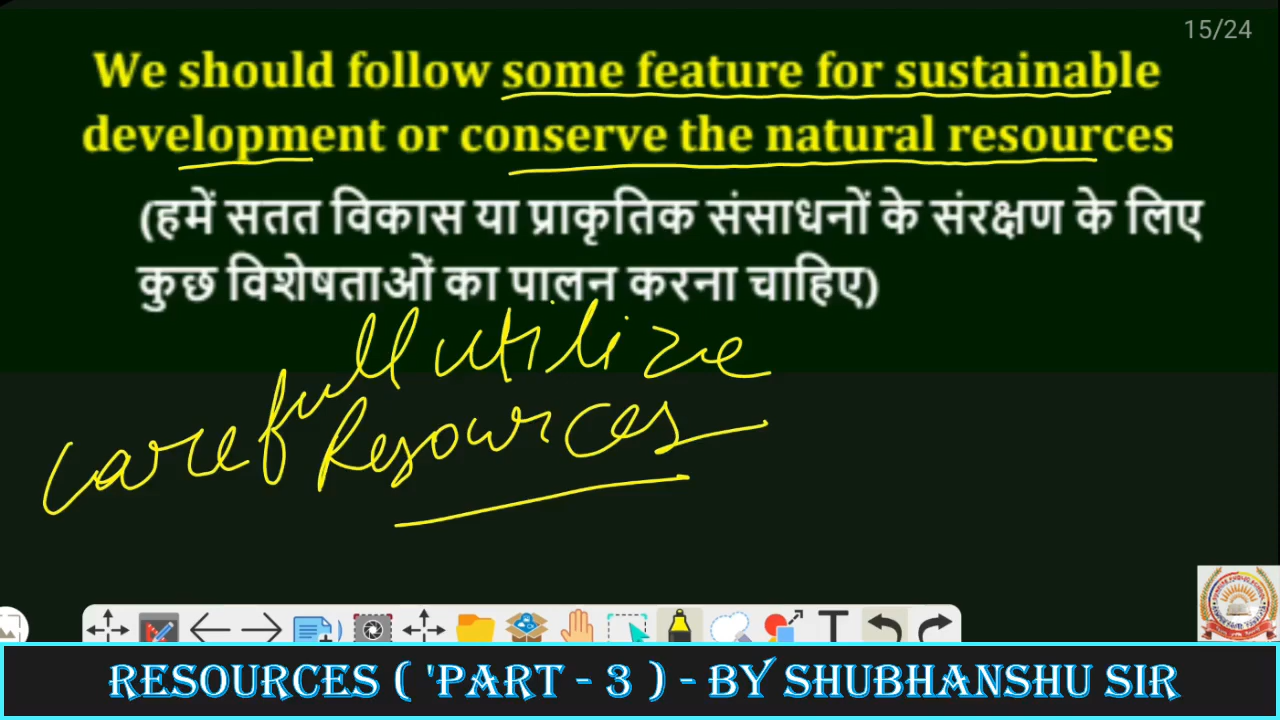 15/24
We should follow some feature for sustainable
development or conserve the natural resources
(हमें सतत विकास या प्राकृतिक संसाधनों के संरक्षण के लिए
कुछ विशेषताओं का पालन करना चाहिए)
carefull utilize
Resources
RESOURCES ( 'PART - 3 ) - BY SHUBHANSHU SIR